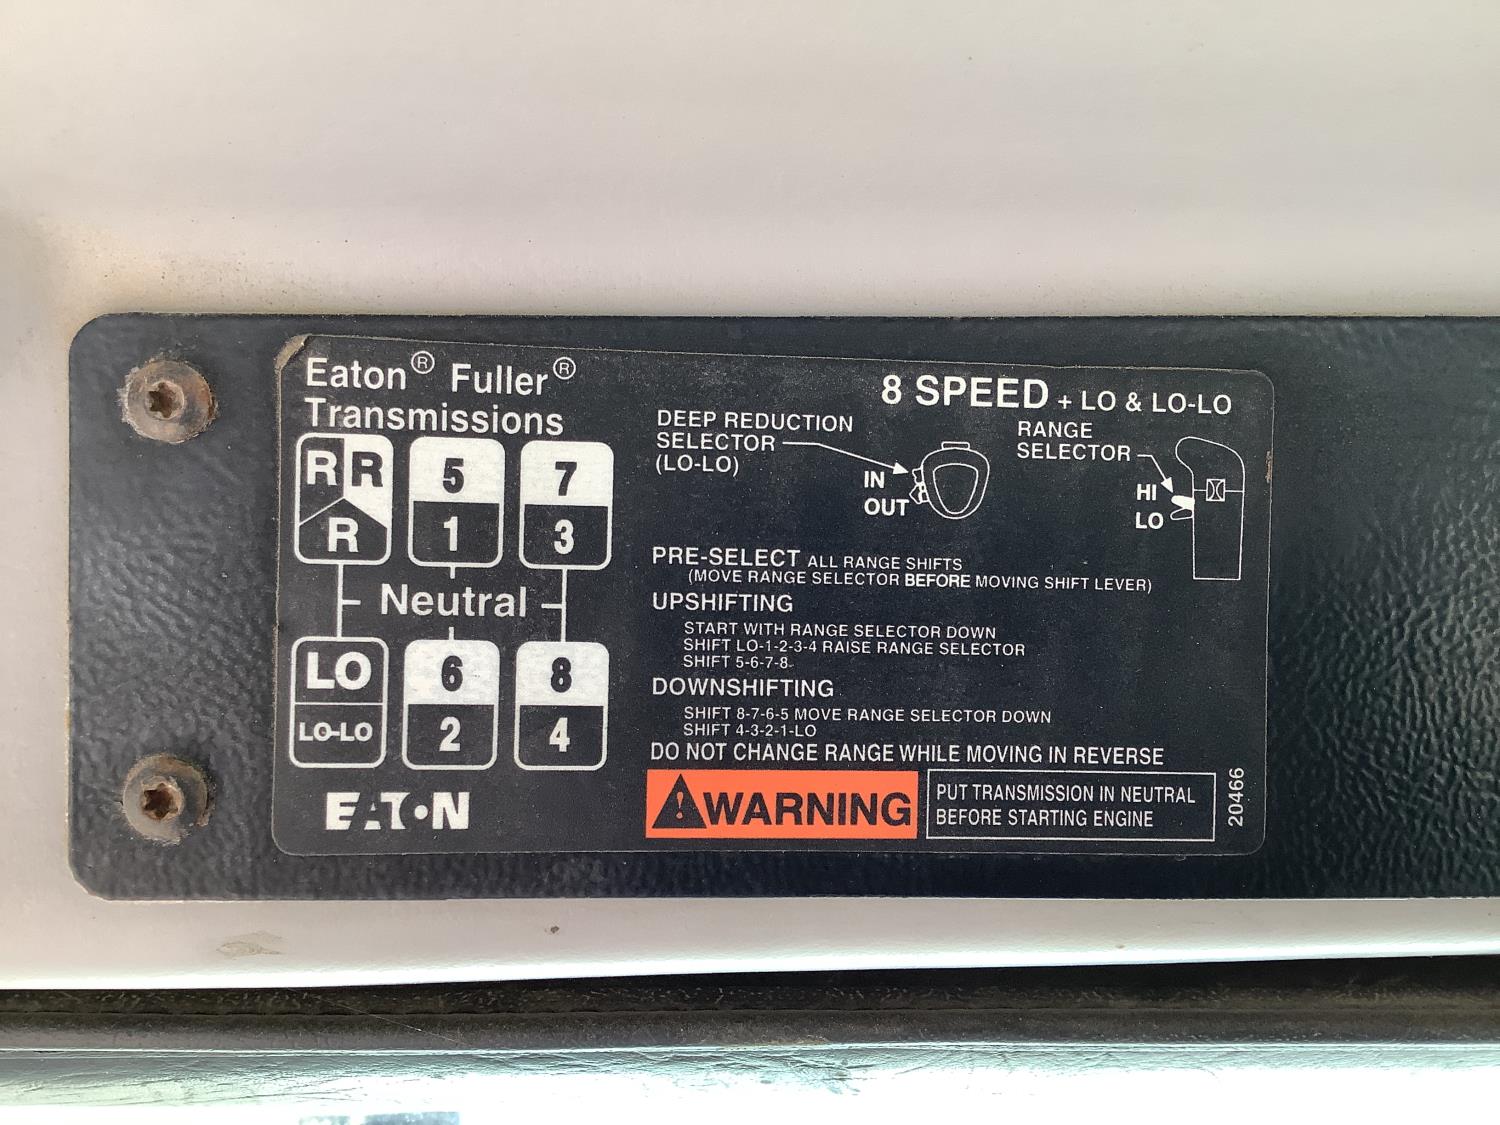 Eaton® Fuller®
Transmissions
R R
R
5
1
7
3
Neutral
LO
LO-LO
6
2
8
4
EATON
8 SPEED + LO & LO-LO
DEEP REDUCTION
SELECTOR
(LO-LO)
IN
OUT
RANGE
SELECTOR
HI
LO
PRE-SELECT ALL RANGE SHIFTS
(MOVE RANGE SELECTOR BEFORE MOVING SHIFT LEVER)
UPSHIFTING
START WITH RANGE SELECTOR DOWN
SHIFT LO-1-2-3-4 RAISE RANGE SELECTOR
SHIFT 5-6-7-8
DOWNSHIFTING
SHIFT 8-7-6-5 MOVE RANGE SELECTOR DOWN
SHIFT 4-3-2-1-LO
DO NOT CHANGE RANGE WHILE MOVING IN REVERSE
WARNING
PUT TRANSMISSION IN NEUTRAL
BEFORE STARTING ENGINE
20466